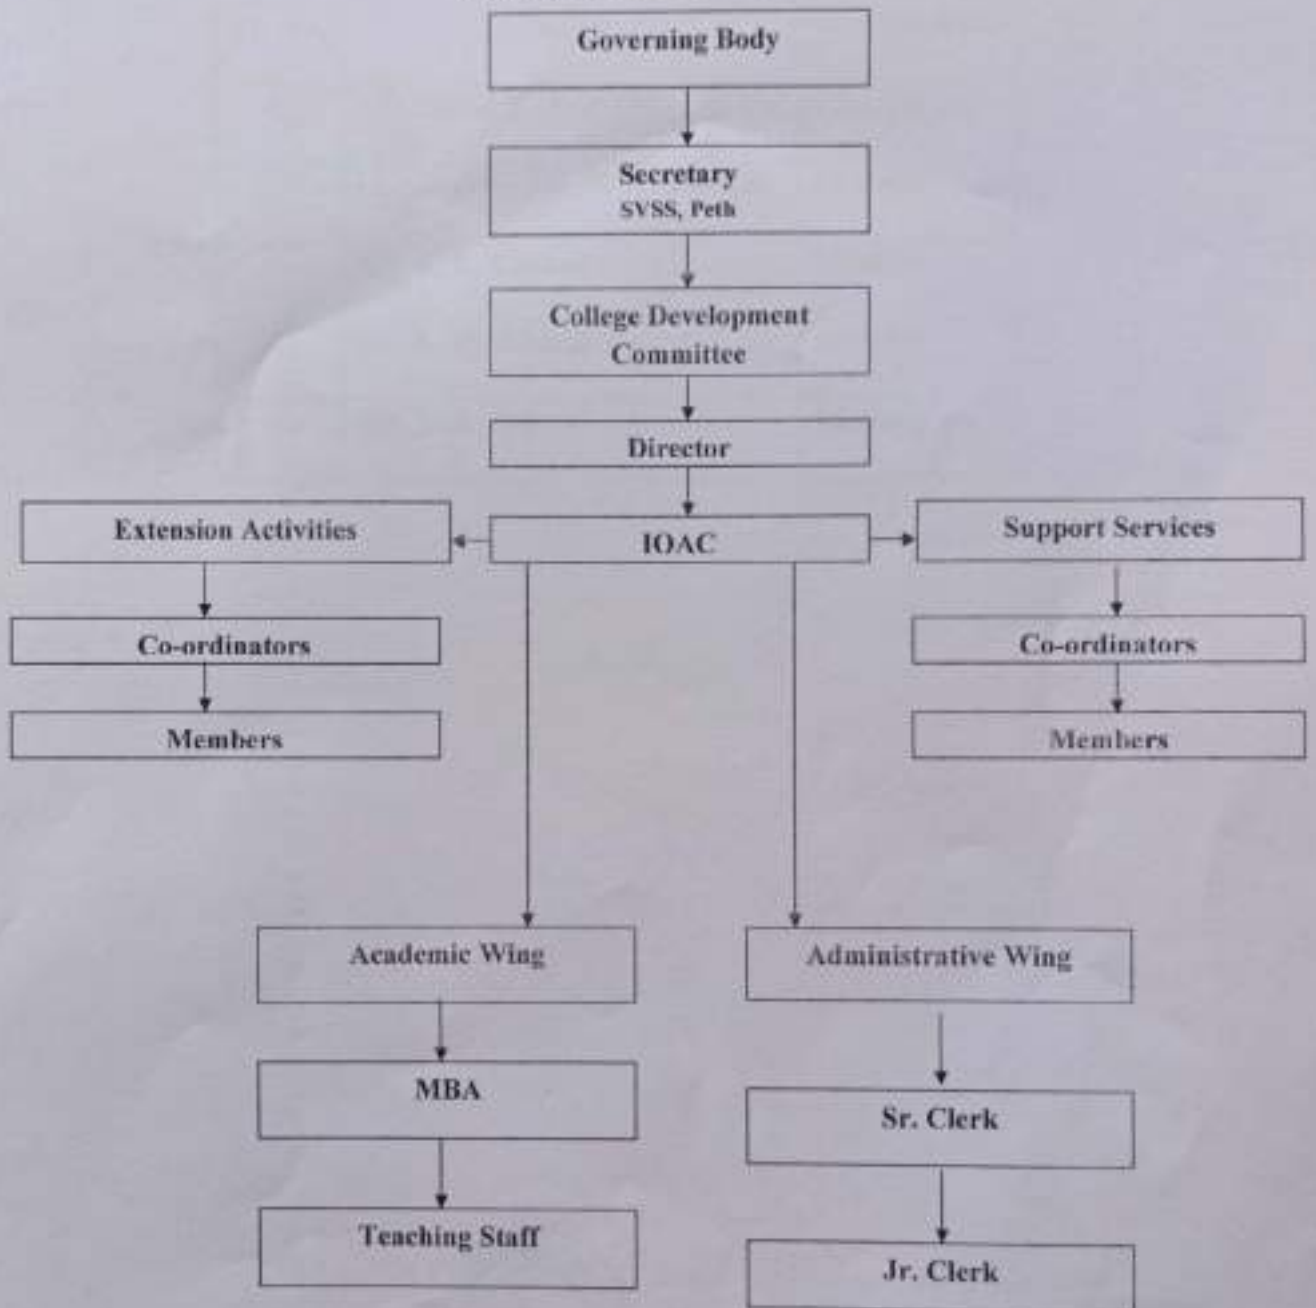 Governing Body
Secretary
SVSS, Peth
College Development
Committee
Director
Extension Activities
IOAC
Support Services
Co-ordinators
Co-ordinators
Members
Members
Academic Wing
Administrative Wing
MBA
Sr. Clerk
Teaching Staff
Jr. Clerk